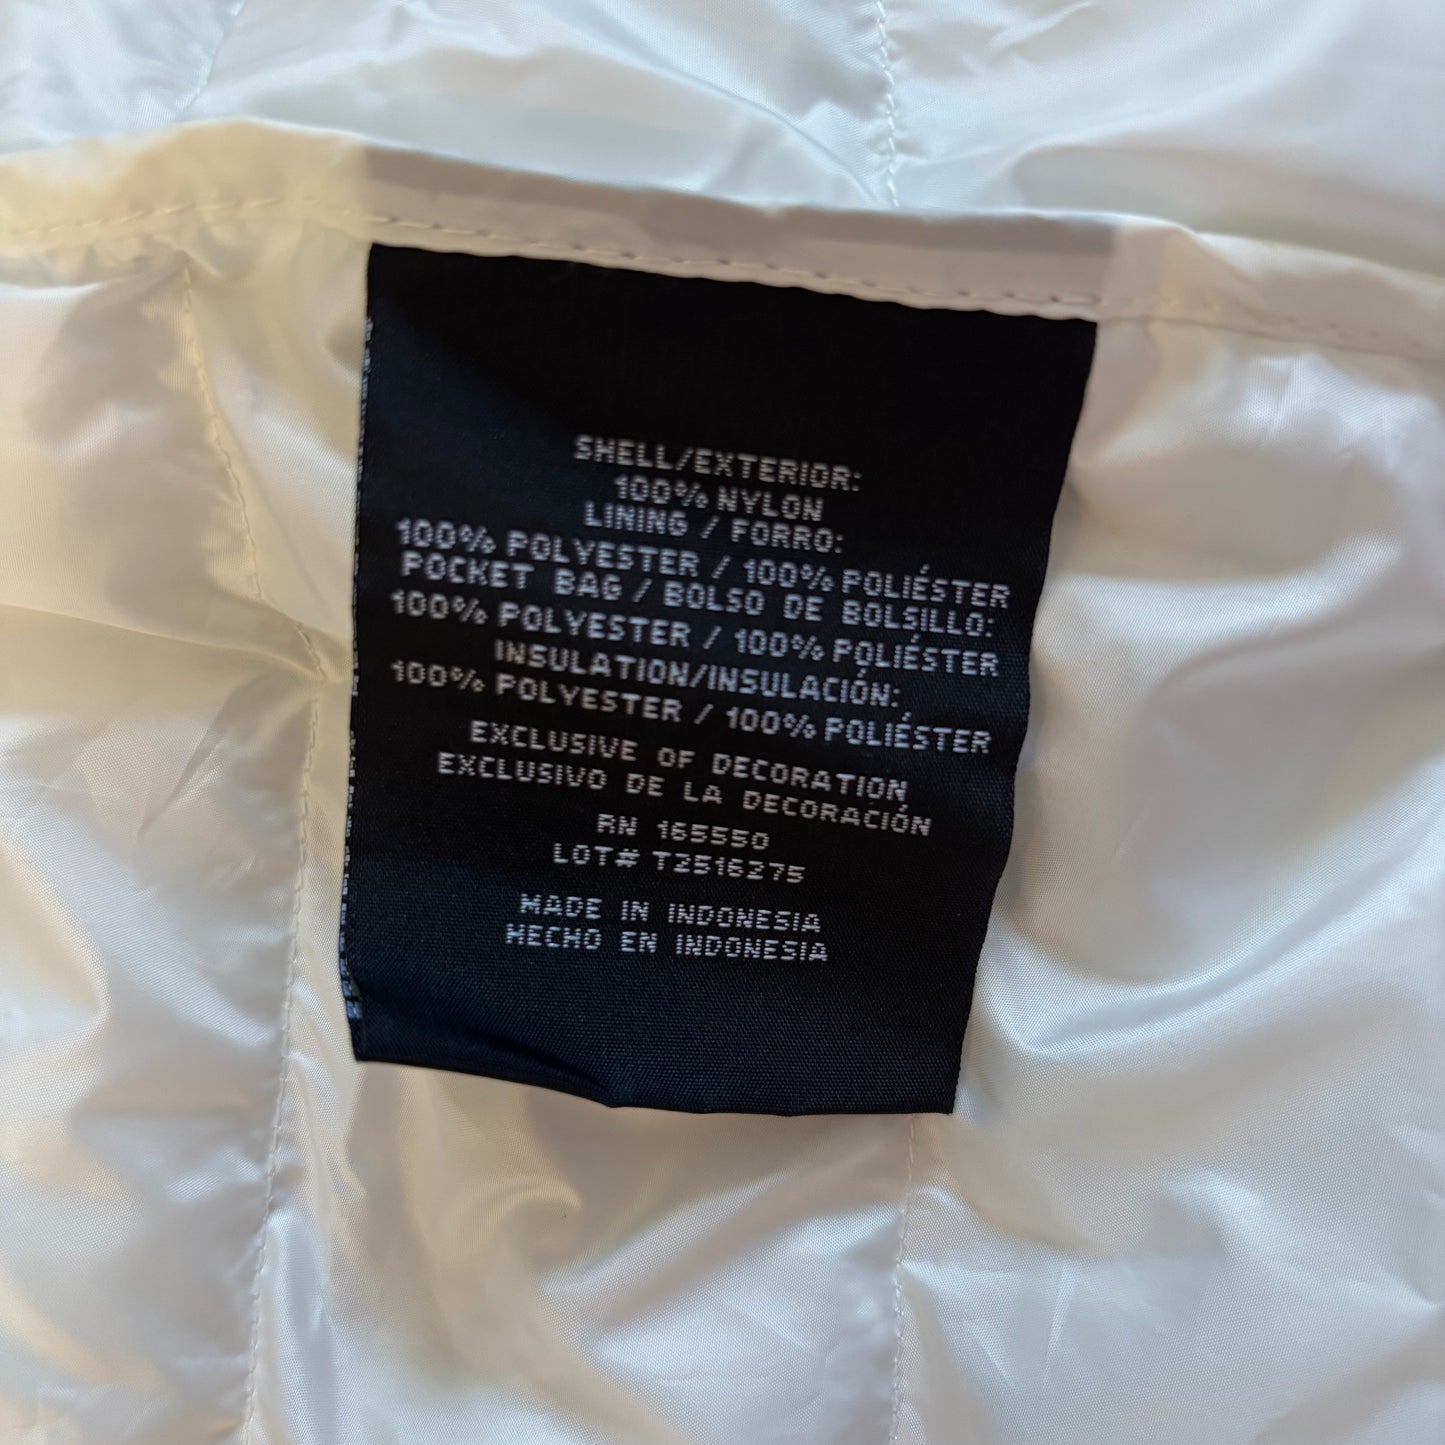 SHELL/EXTERIOR:
100% NYLON
LINING / FORRO:
100% POLYESTER / 100% POLIÉSTER
POCKET BAG / BOLSO DE BOLSILLO:
100% POLYESTER / 100% POLIÉSTER
INSULATION/INSULACIÓN:
100% POLYESTER / 100% POLIÉSTER
EXCLUSIVE OF DECORATION
EXCLUSIVO DE LA DECORACIÓN
RN 165550
LOT# T2516275
MADE IN INDONESIA
HECHO EN INDONESIA